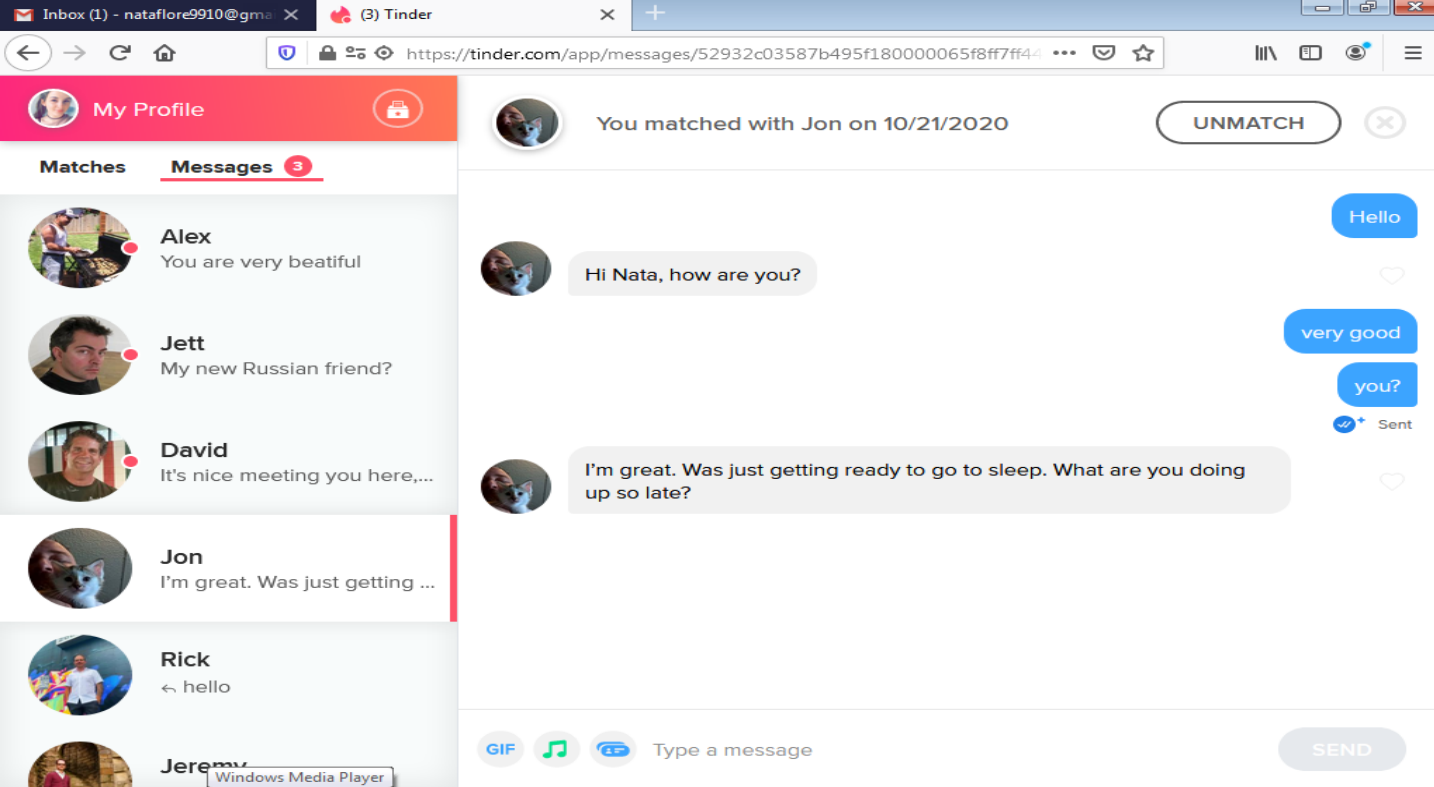 Inbox (1) - nataflore9910@gma
(3) Tinder
https://tinder.com/app/messages/52932c03587b495f180000065f8ff7ff44
My Profile
Matches
Messages 3
Alex
You are very beatiful
Jett
My new Russian friend?
David
It's nice meeting you here,...
Jon
I'm great. Was just getting ...
Rick
hello
Jeremy
Windows Media Player
You matched with Jon on 10/21/2020
UNMATCH
Hello
Hi Nata, how are you?
very good
you?
Sent
I'm great. Was just getting ready to go to sleep. What are you doing
up so late?
GIF
Type a message
SEND